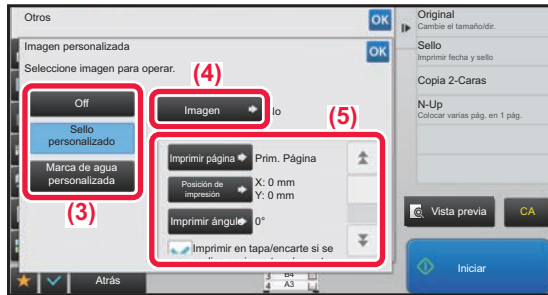 Otros
OK
Imagen personalizada
OK
Seleccione imagen para operar.
(4)
Off
Sello
personalizado
Marca de agua
personalizada
(3)
Imagen
(5)
Imprimir página
Prim. Página
Posición de
impresión
X: 0 mm
Y: 0 mm
Imprimir ángulo
0°
Imprimir en tapa/encarte si se
Atrás
3 B4
4 A3
Original
Cambie el tamaño/dir.
Sello
Imprimir fecha y sello
Copia 2-Caras
N-Up
Colocar varias pág. en 1 pág.
Vista previa
CA
Iniciar